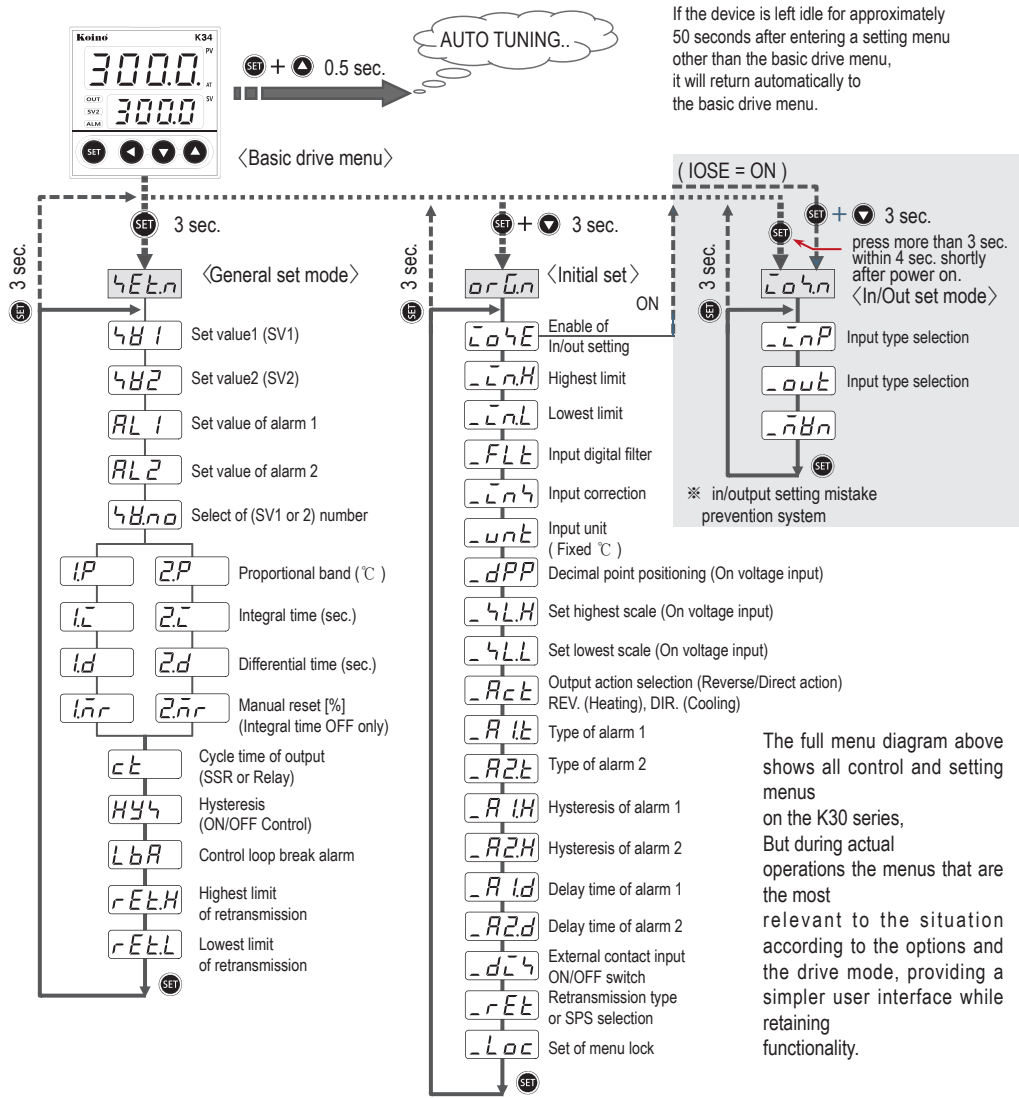 Koino K34
300.0. PV
AT
OUT
SV2
ALM
300.0 SV
SET
SET + 0.5 sec.
AUTO TUNING..
〈Basic drive menu〉
If the device is left idle for approximately
50 seconds after entering a setting menu
other than the basic drive menu,
it will return automatically to
the basic drive menu.
SET 3 sec.
SET 3 sec.
SEt.n 〈General set mode〉
SV1 Set value1 (SV1)
SV2 Set value2 (SV2)
AL1 Set value of alarm 1
AL2 Set value of alarm 2
SV.no Select of (SV1 or 2) number
1.P 2.P Proportional band (℃ )
1.i 2.i Integral time (sec.)
1.d 2.d Differential time (sec.)
1.mr 2.mr Manual reset [%]
(Integral time OFF only)
ct Cycle time of output
(SSR or Relay)
HYS Hysteresis
(ON/OFF Control)
LbA Control loop break alarm
rEt.H Highest limit
of retransmission
rEt.L Lowest limit
of retransmission
SET
SET + 3 sec.
SET 3 sec.
orG.n 〈Initial set〉
ON
ioSE Enable of
In/out setting
_in.H Highest limit
_in.L Lowest limit
_FLt Input digital filter
_inS Input correction
_unt Input unit
( Fixed ℃ )
_dPP Decimal point positioning (On voltage input)
_SL.H Set highest scale (On voltage input)
_SL.L Set lowest scale (On voltage input)
_Act Output action selection (Reverse/Direct action)
REV. (Heating), DIR. (Cooling)
_A1.t Type of alarm 1
_A2.t Type of alarm 2
_A1.H Hysteresis of alarm 1
_A2.H Hysteresis of alarm 2
_A1.d Delay time of alarm 1
_A2.d Delay time of alarm 2
_diS External contact input
ON/OFF switch
_rEt Retransmission type
or SPS selection
_Loc Set of menu lock
SET
( IOSE = ON )
SET + 3 sec.
SET
press more than 3 sec.
within 4 sec. shortly
after power on.
SET 3 sec.
ioS.n 〈In/Out set mode〉
_inP Input type selection
_out Input type selection
_mVn
SET
※ in/output setting mistake
prevention system
The full menu diagram above
shows all control and setting
menus
on the K30 series,
But during actual
operations the menus that are
the most
relevant to the situation
according to the options and
the drive mode, providing a
simpler user interface while
retaining
functionality.